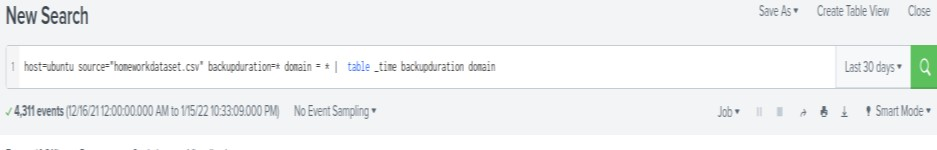 New Search
Save As ▾ Create Table View Close
1 host=ubuntu source="homeworkdataset.csv" backupduration=* domain = * | table _time backupduration domain
Last 30 days ▾
✓ 4,311 events (12/16/21 12:00:00.000 AM to 1/15/22 10:33:09.000 PM) No Event Sampling ▾
Job ▾ Smart Mode ▾